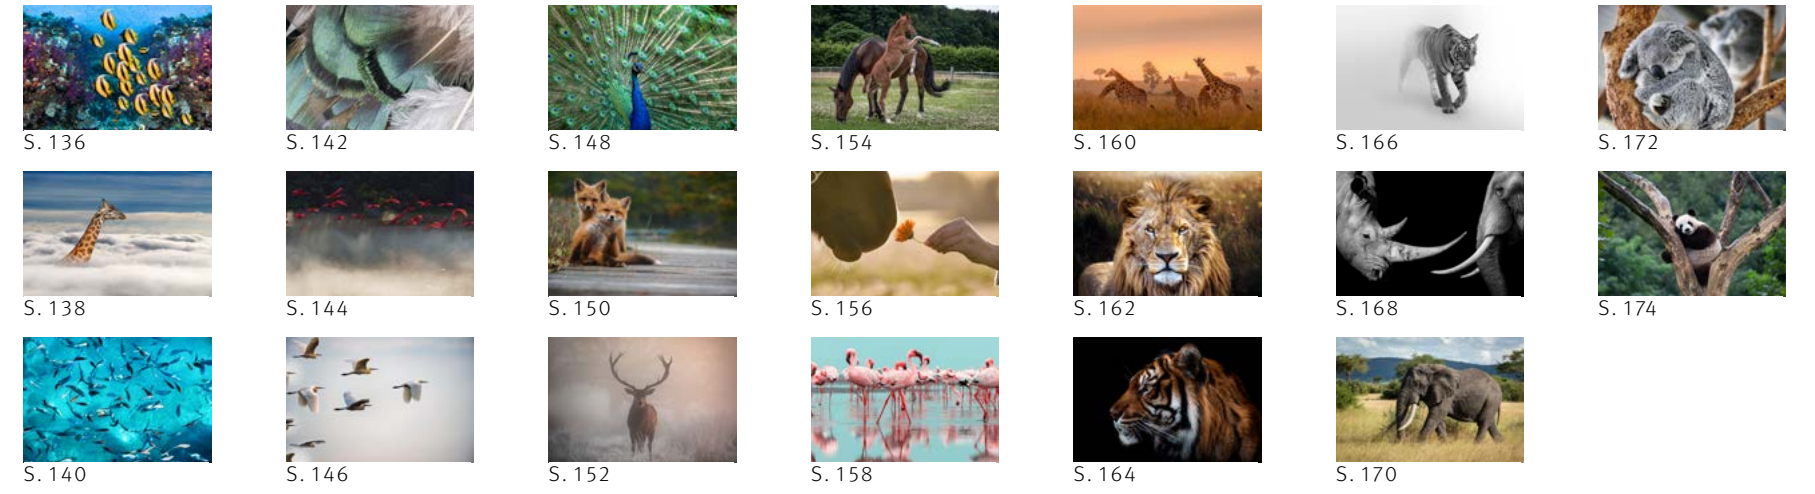 S. 136
S. 142
S. 148
S. 154
S. 160
S. 166
S. 172
S. 138
S. 144
S. 150
S. 156
S. 162
S. 168
S. 174
S. 140
S. 146
S. 152
S. 158
S. 164
S. 170